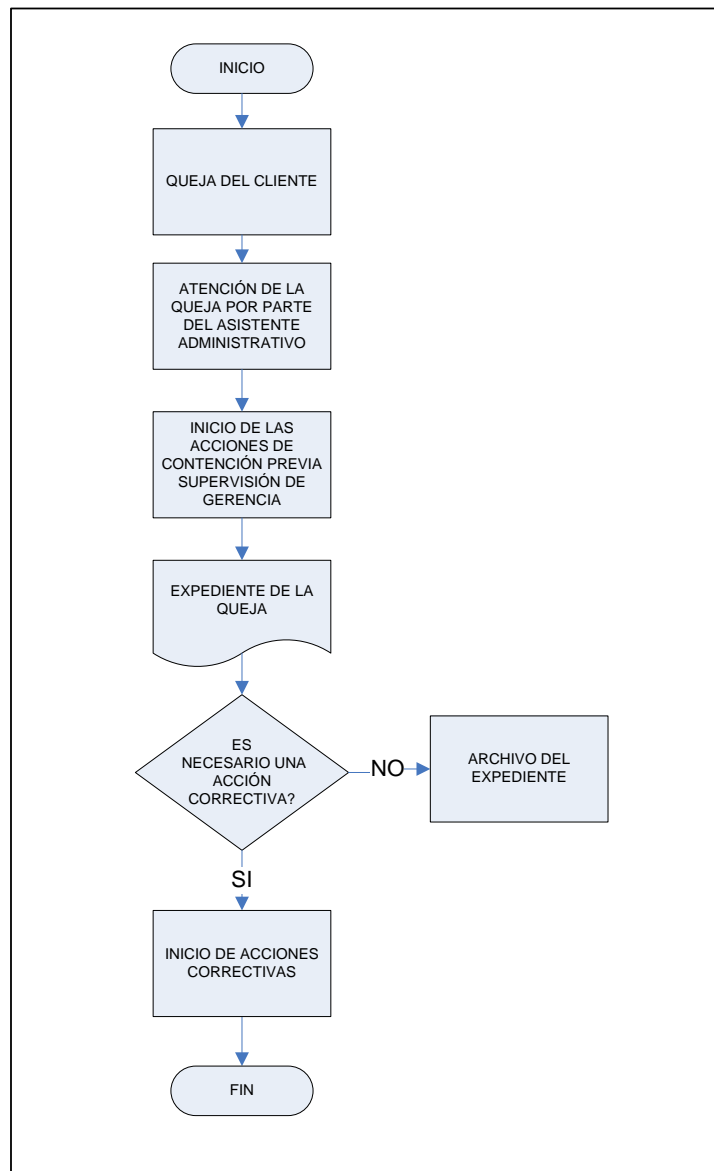 INICIO
QUEJA DEL CLIENTE
ATENCIÓN DE LA
QUEJA POR PARTE
DEL ASISTENTE
ADMINISTRATIVO
INICIO DE LAS
ACCIONES DE
CONTENCIÓN PREVIA
SUPERVISIÓN DE
GERENCIA
EXPEDIENTE DE LA
QUEJA
ES
NECESARIO UNA
ACCIÓN
CORRECTIVA?
NO
ARCHIVO DEL
EXPEDIENTE
SI
INICIO DE ACCIONES
CORRECTIVAS
FIN